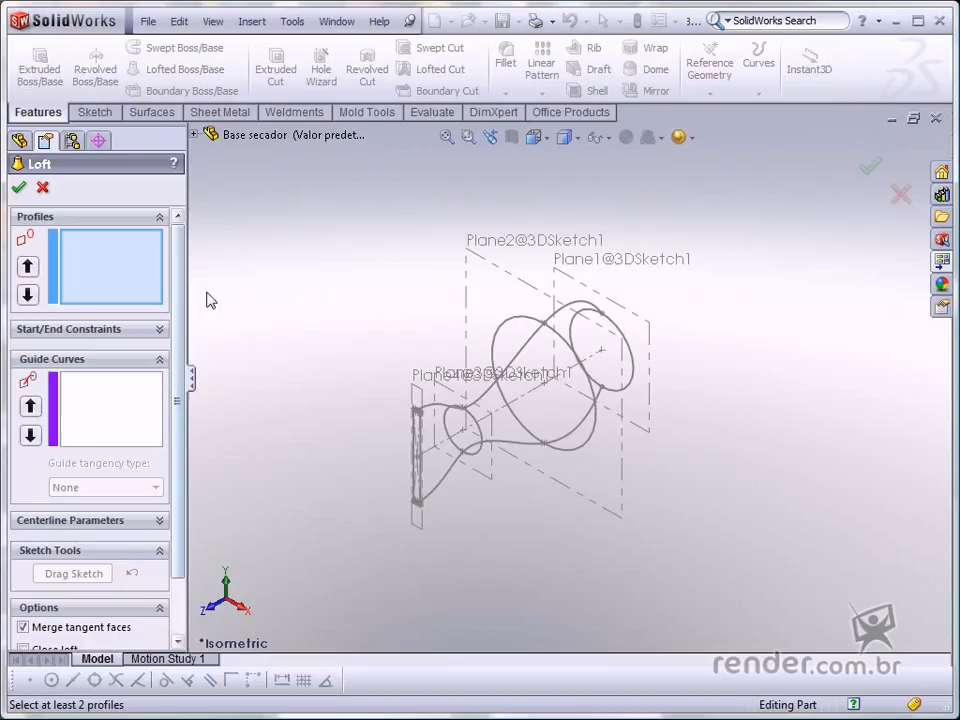 SolidWorks File Edit View Insert Tools Window Help 3... SolidWorks Search
Extruded Boss/Base
Revolved Boss/Base
Swept Boss/Base
Lofted Boss/Base
Boundary Boss/Base
Extruded Cut
Hole Wizard
Revolved Cut
Swept Cut
Lofted Cut
Boundary Cut
Fillet
Linear Pattern
Rib
Draft
Shell
Wrap
Dome
Mirror
Reference Geometry
Curves
Instant3D
Features Sketch Surfaces Sheet Metal Weldments Mold Tools Evaluate DimXpert Office Products
Base secador (Valor predet...
Loft ?
Profiles
Start/End Constraints
Guide Curves
Guide tangency type:
None
Centerline Parameters
Sketch Tools
Drag Sketch
Options
Merge tangent faces
Close loft
Plane2@3DSketch1
Plane1@3DSketch1
Plane3@3DSketch1
Y
Z
X
*Isometric
render.com.br
Model Motion Study 1
Select at least 2 profiles Editing Part